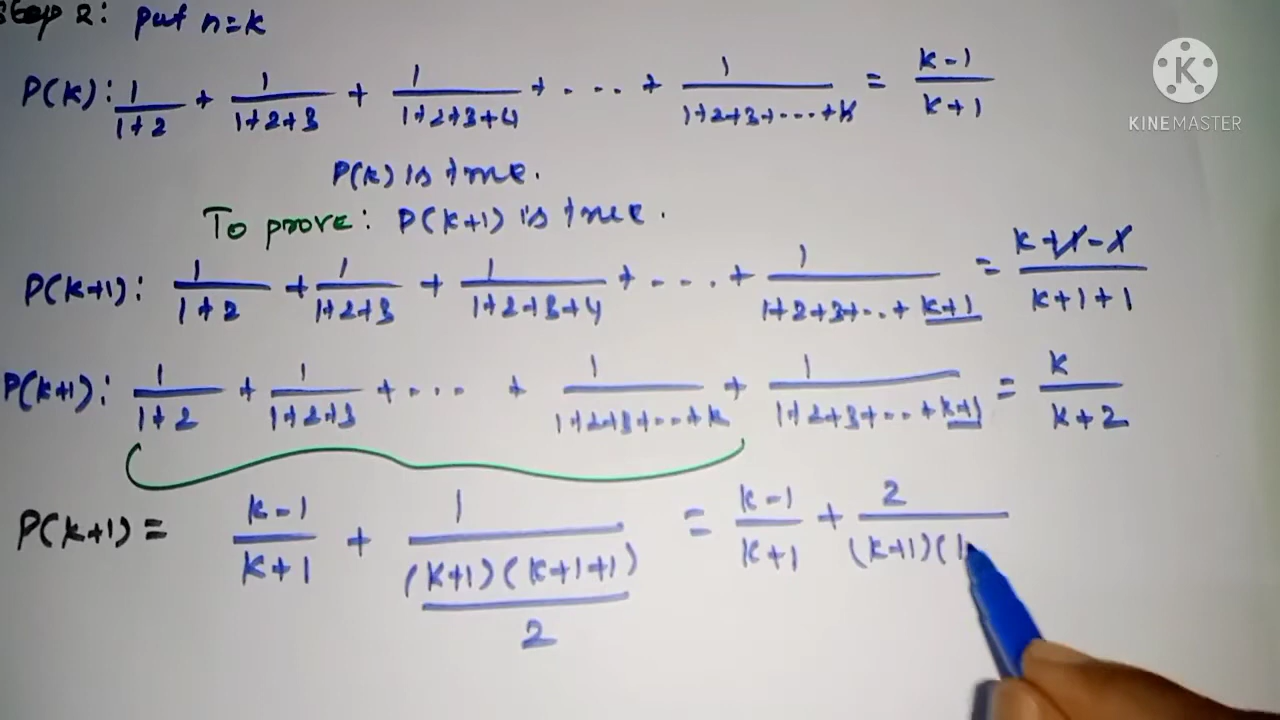 Step 2: put n=k
P(k): 1/(1+2) + 1/(1+2+3) + 1/(1+2+3+4) + .... + 1/(1+2+3+....+k) = (k-1)/(k+1)
P(k) is true.
To prove: P(k+1) is true.
P(k+1): 1/(1+2) + 1/(1+2+3) + 1/(1+2+3+4) + .... + 1/(1+2+3+..+k+1) = (k+1-1)/(k+1+1)
P(k+1): 1/(1+2) + 1/(1+2+3) + .... + 1/(1+2+3+..+k) + 1/(1+2+3+..+k+1) = k/(k+2)
P(k+1) = (k-1)/(k+1) + 1/((k+1)(k+1+1)/2) = (k-1)/(k+1) + 2/(k+1)(
K
KINEMASTER